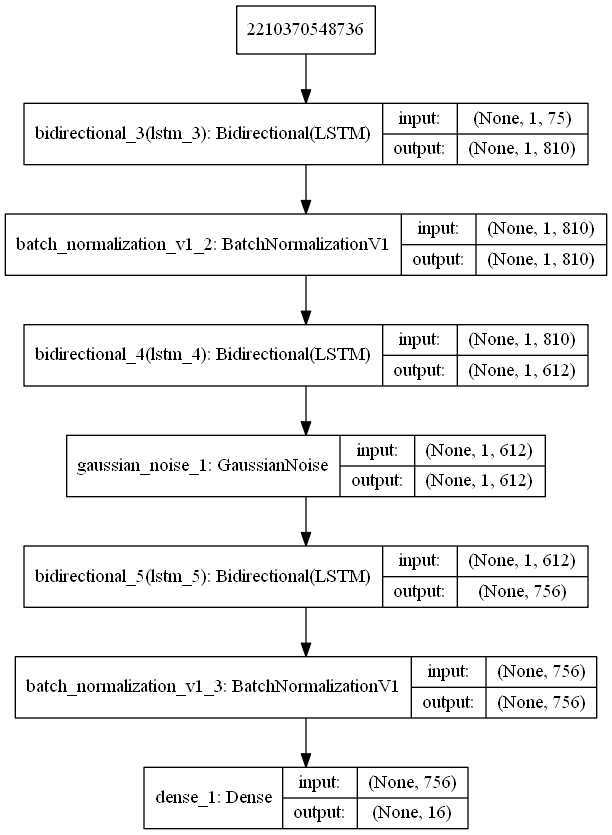 2210370548736
bidirectional_3(lstm_3): Bidirectional(LSTM)
input: (None, 1, 75)
output: (None, 1, 810)
batch_normalization_v1_2: BatchNormalizationV1
input: (None, 1, 810)
output: (None, 1, 810)
bidirectional_4(lstm_4): Bidirectional(LSTM)
input: (None, 1, 810)
output: (None, 1, 612)
gaussian_noise_1: GaussianNoise
input: (None, 1, 612)
output: (None, 1, 612)
bidirectional_5(lstm_5): Bidirectional(LSTM)
input: (None, 1, 612)
output: (None, 756)
batch_normalization_v1_3: BatchNormalizationV1
input: (None, 756)
output: (None, 756)
dense_1: Dense
input: (None, 756)
output: (None, 16)